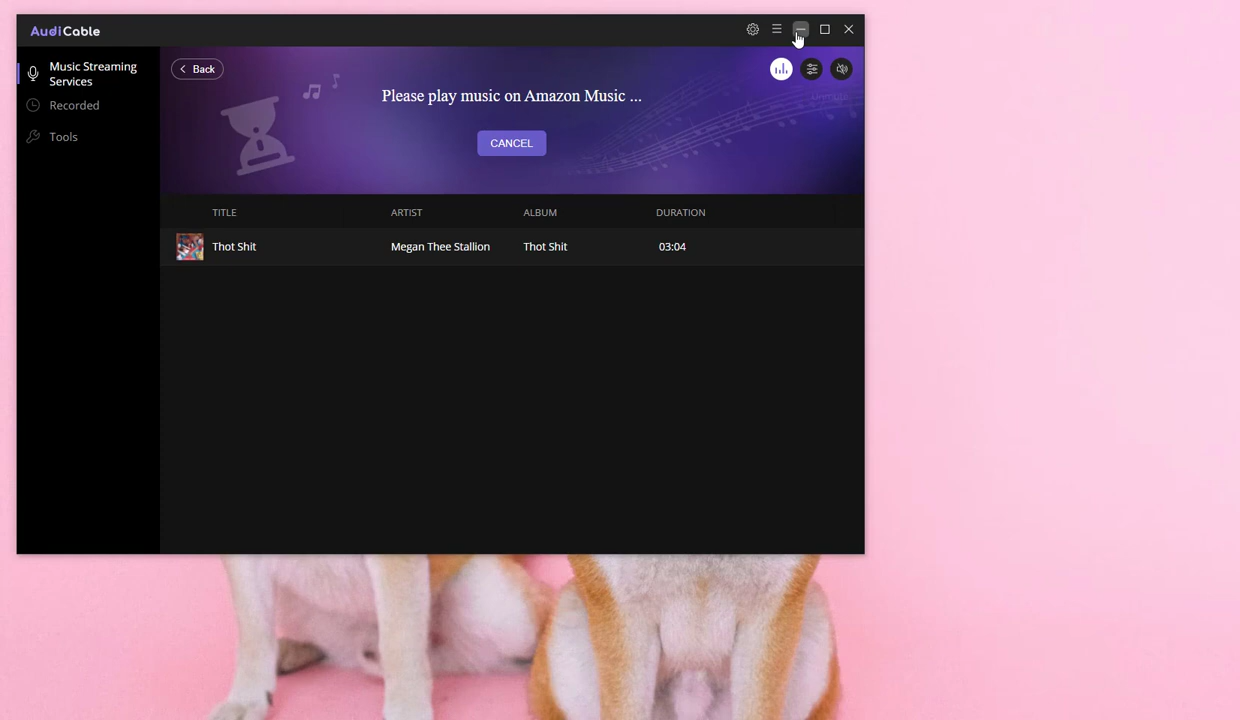 AudiCable
Music Streaming
Services
Recorded
Tools
Back
Please play music on Amazon Music ...
CANCEL
Unmute
TITLE ARTIST ALBUM DURATION
Thot Shit Megan Thee Stallion Thot Shit 03:04